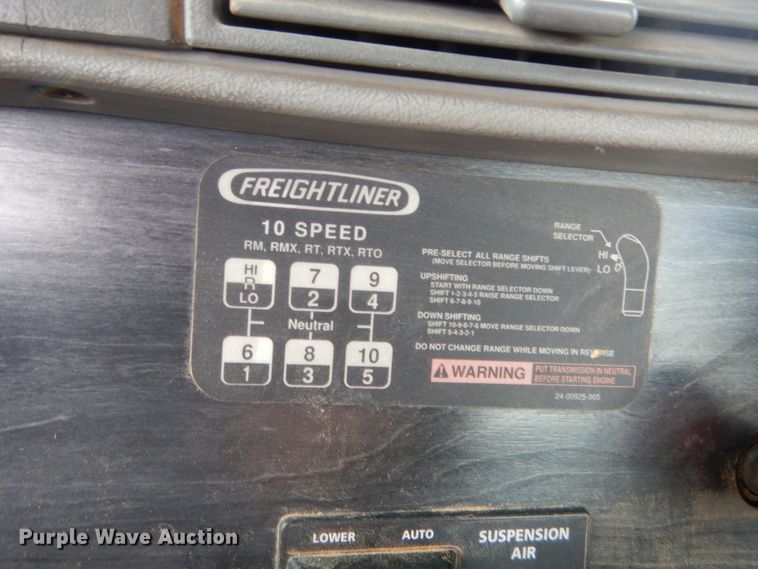 FREIGHTLINER
10 SPEED
RM, RMX, RT, RTX, RTO
HI
R
LO
7
2
9
4
Neutral
6
1
8
3
10
5
RANGE
SELECTOR
HI
LO
PRE-SELECT ALL RANGE SHIFTS
(MOVE SELECTOR BEFORE MOVING SHIFT LEVER)
UPSHIFTING
START WITH RANGE SELECTOR DOWN
SHIFT 1-2-3-4-5 RAISE RANGE SELECTOR
SHIFT 6-7-8-9-10
DOWN SHIFTING
SHIFT 10-9-8-7-6 MOVE RANGE SELECTOR DOWN
SHIFT 5-4-3-2-1
DO NOT CHANGE RANGE WHILE MOVING IN REVERSE
WARNING
PUT TRANSMISSION IN NEUTRAL
BEFORE STARTING ENGINE
24-00925-005
LOWER
AUTO
SUSPENSION
AIR
Purple Wave Auction